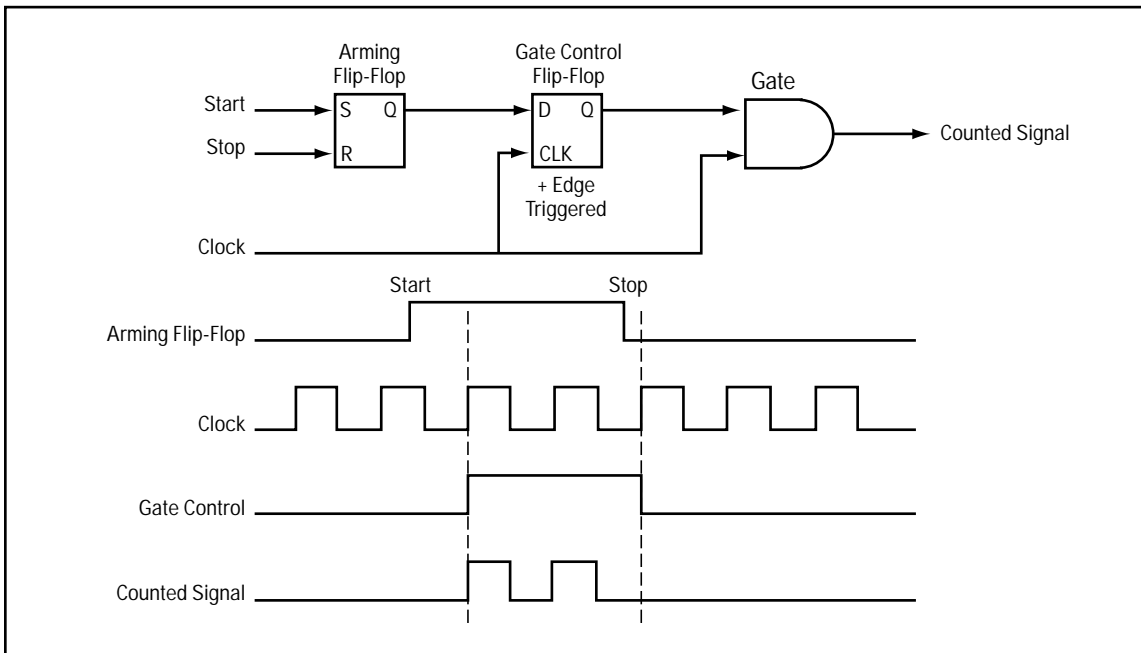 Arming
Flip-Flop
Gate Control
Flip-Flop
Gate
Start
S Q
D Q
Counted Signal
Stop
R
CLK
+ Edge
Triggered
Clock
Start
Stop
Arming Flip-Flop
Clock
Gate Control
Counted Signal